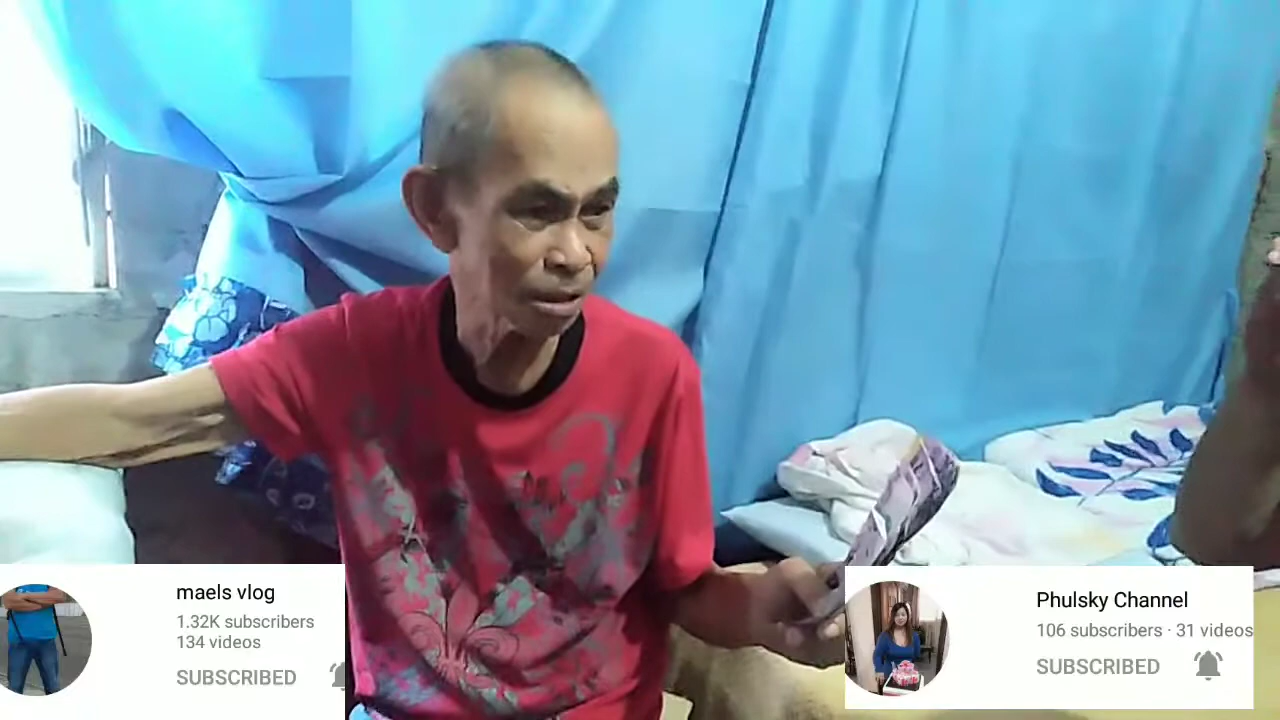 maels vlog
1.32K subscribers
134 videos
SUBSCRIBED
Phulsky Channel
106 subscribers · 31 videos
SUBSCRIBED